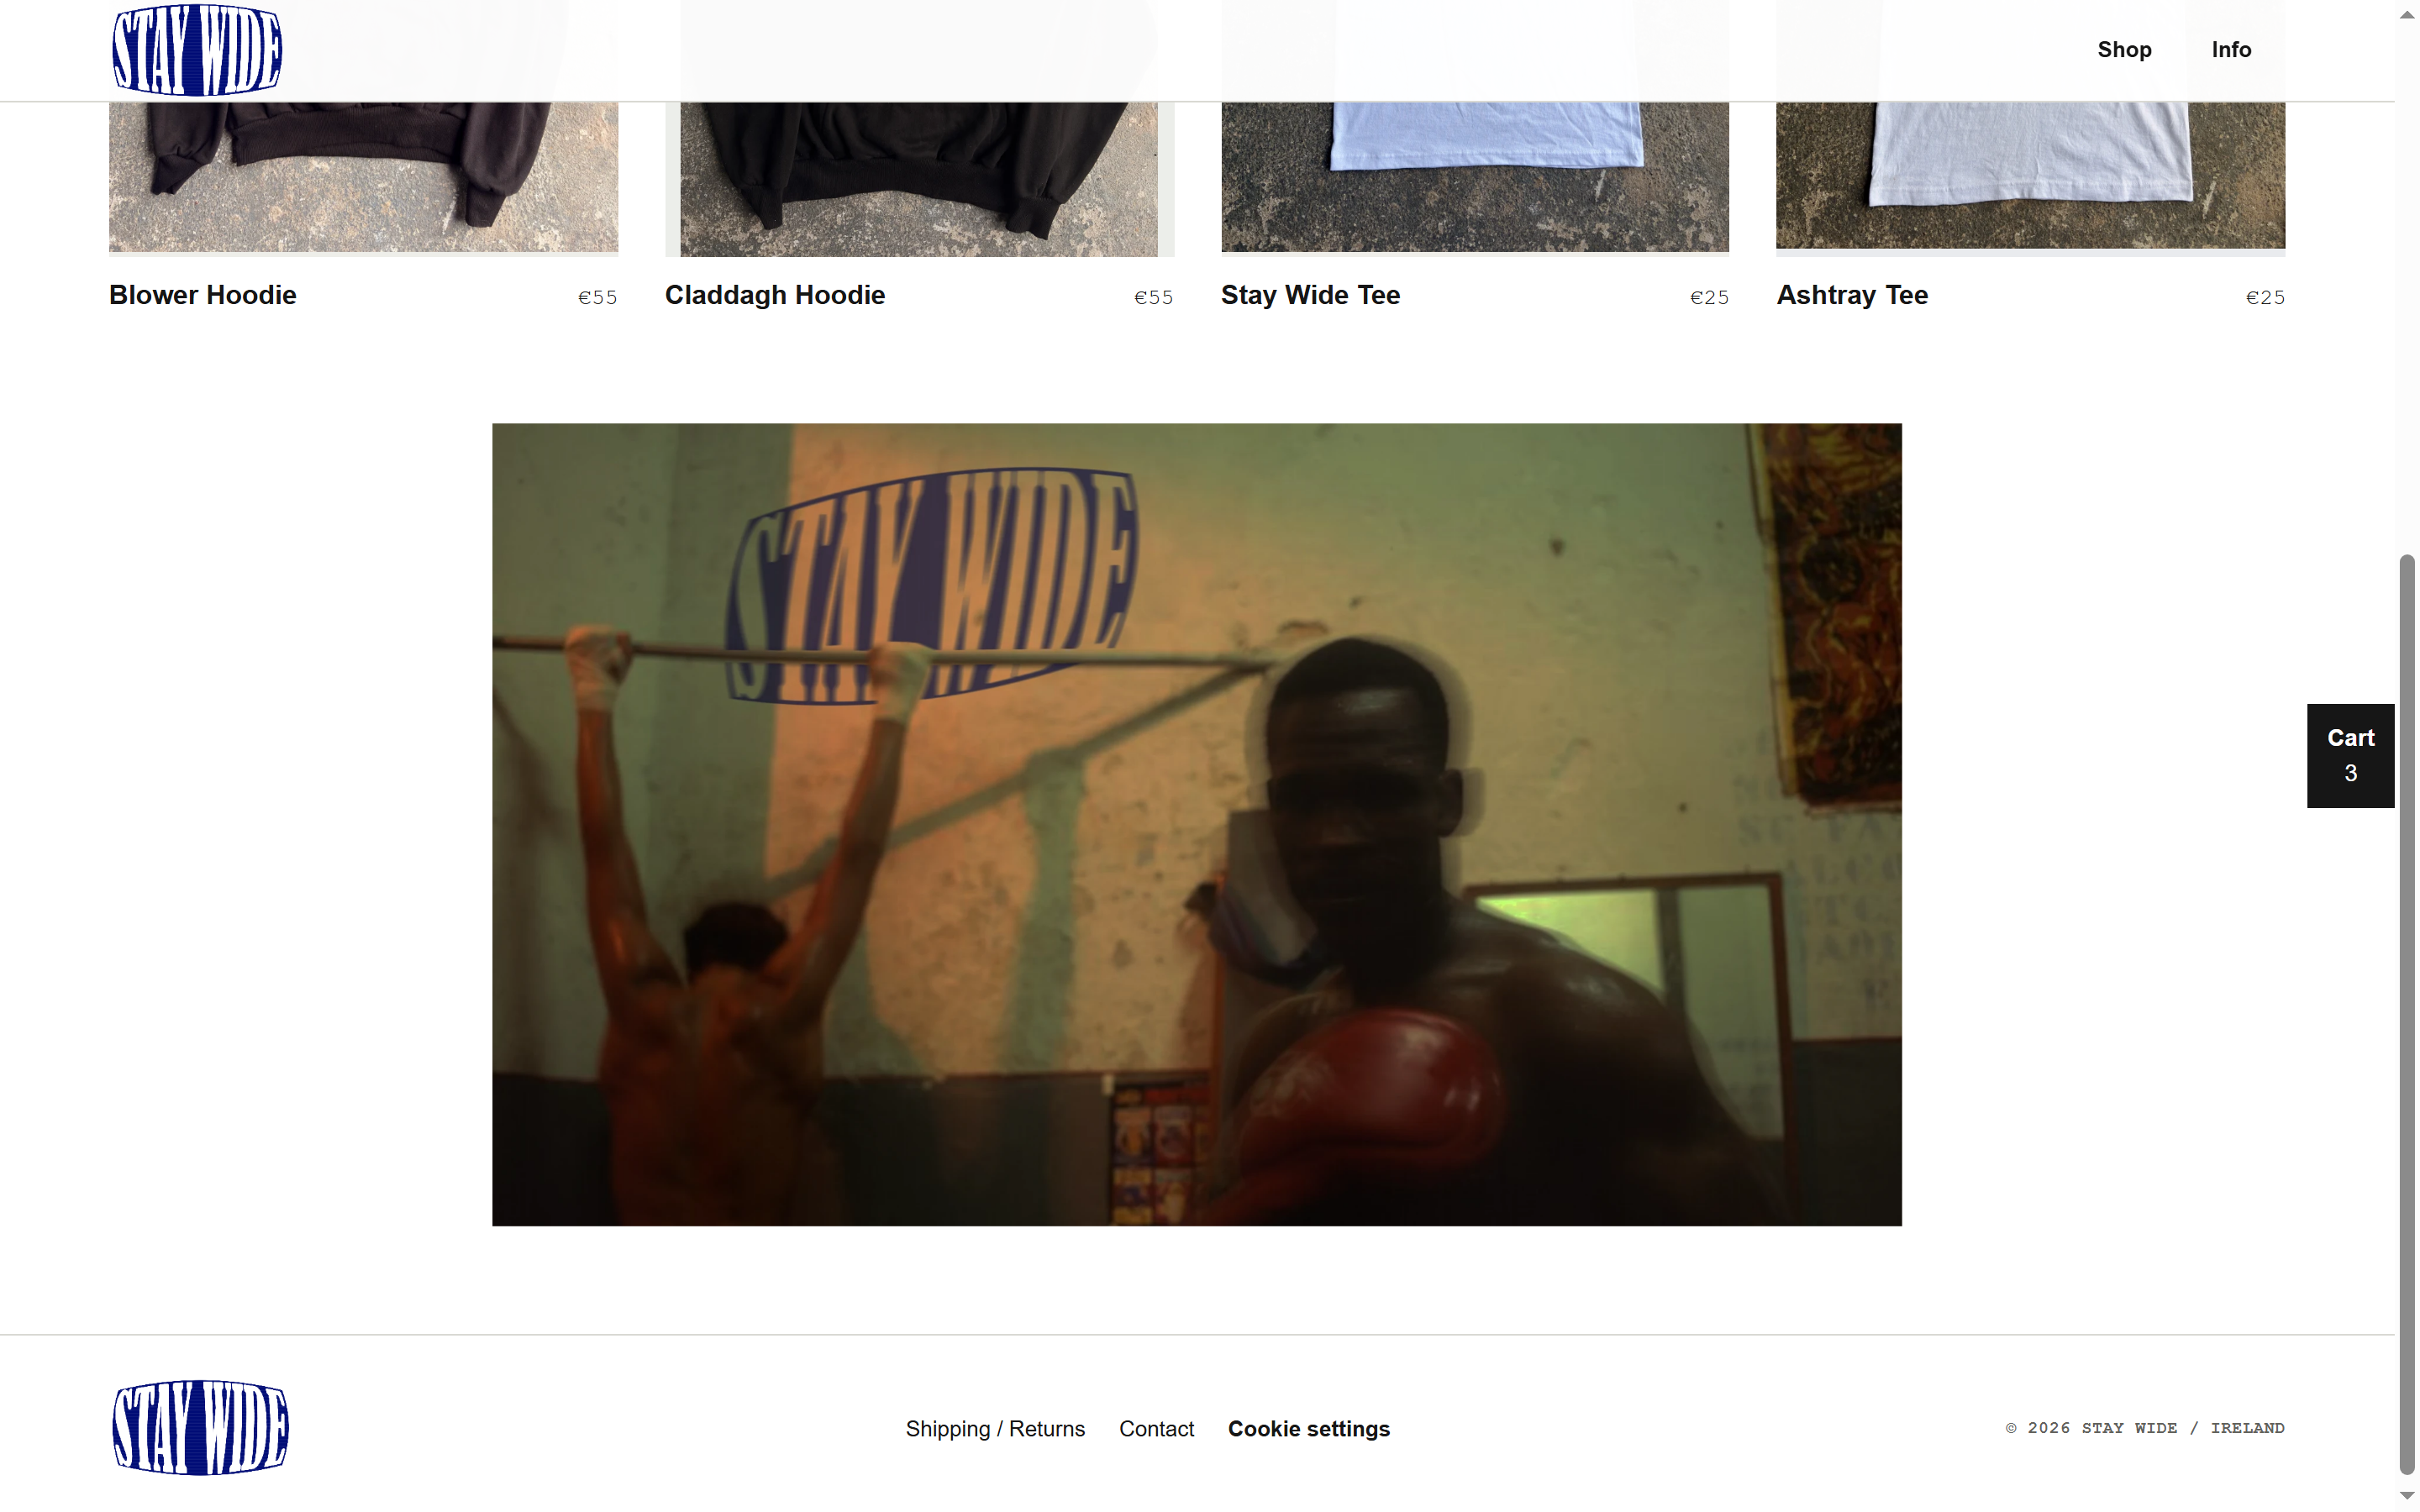 STAY WIDE
Shop
Info
Blower Hoodie
€55
Claddagh Hoodie
€55
Stay Wide Tee
€25
Ashtray Tee
€25
STAY WIDE
Cart
3
STAY WIDE
Shipping / Returns
Contact
Cookie settings
© 2026 STAY WIDE / IRELAND